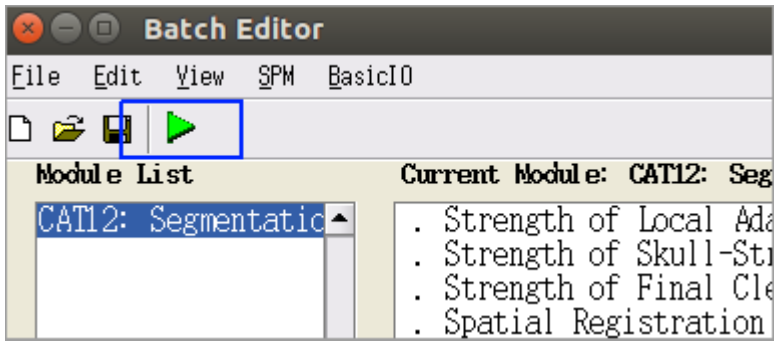 Batch Editor
File Edit View SPM BasicIO
Module List
Current Module: CAT12: Seg
CAT12: Segmentatio
. Strength of Local Ada
. Strength of Skull-Str
. Strength of Final Cle
. Spatial Registration